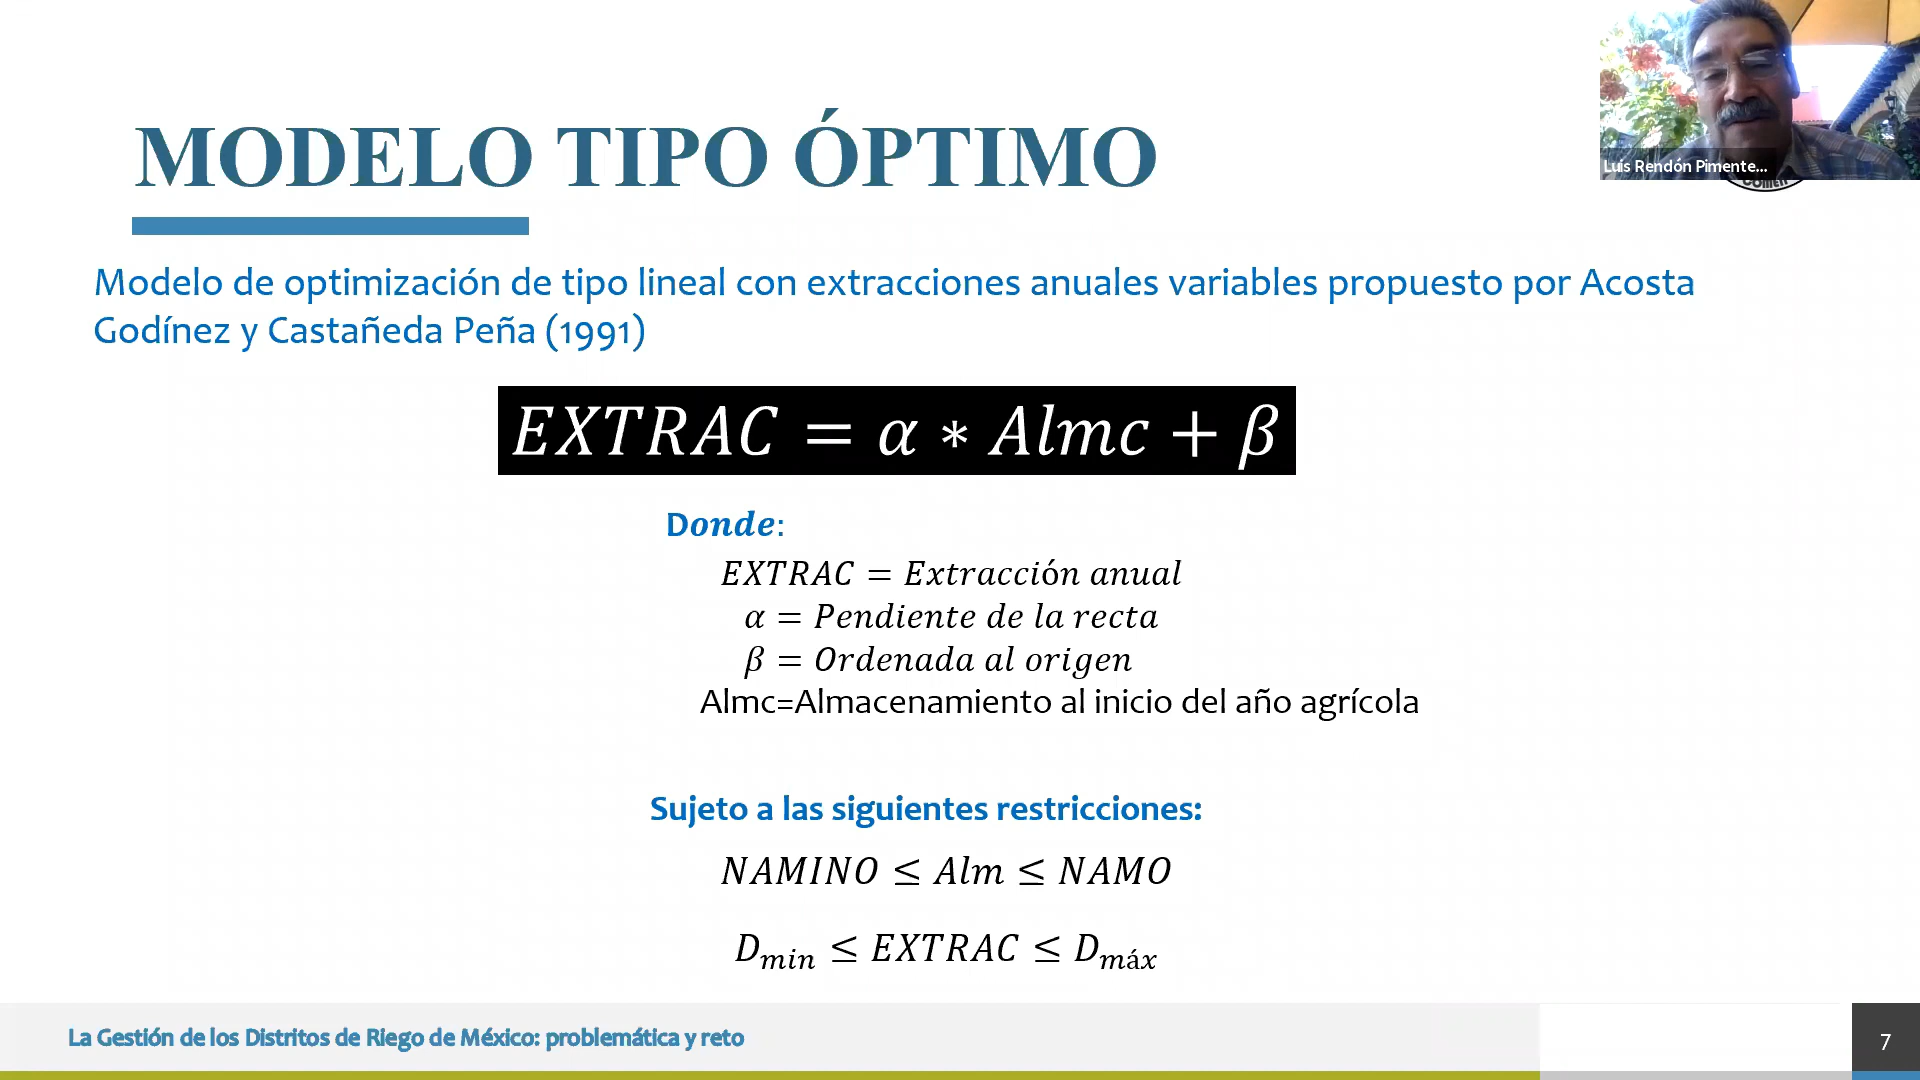 MODELO TIPO ÓPTIMO
Luis Rendón Pimente...
COMEII
Modelo de optimización de tipo lineal con extracciones anuales variables propuesto por Acosta
Godínez y Castañeda Peña (1991)
EXTRAC = α * Almc + β
Donde:
EXTRAC = Extracción anual
α = Pendiente de la recta
β = Ordenada al origen
Almc=Almacenamiento al inicio del año agrícola
Sujeto a las siguientes restricciones:
NAMINO ≤ Alm ≤ NAMO
D_min ≤ EXTRAC ≤ D_máx
La Gestión de los Distritos de Riego de México: problemática y reto
7